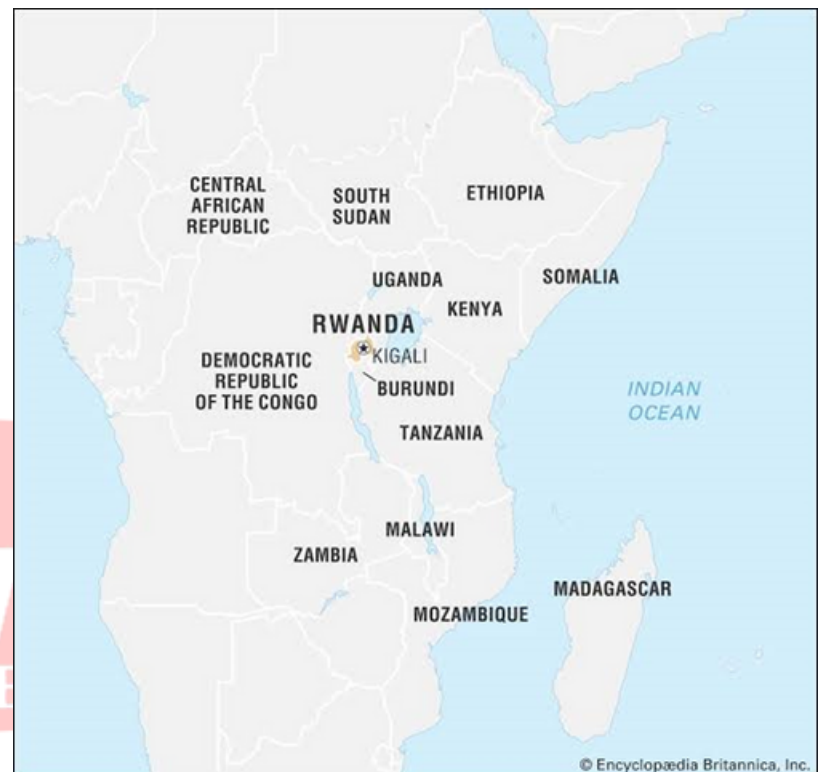 CENTRAL
AFRICAN
REPUBLIC
SOUTH
SUDAN
ETHIOPIA
UGANDA
SOMALIA
KENYA
RWANDA
KIGALI
DEMOCRATIC
REPUBLIC
OF THE CONGO
BURUNDI
INDIAN
OCEAN
TANZANIA
MALAWI
ZAMBIA
MADAGASCAR
MOZAMBIQUE
© Encyclopædia Britannica, Inc.